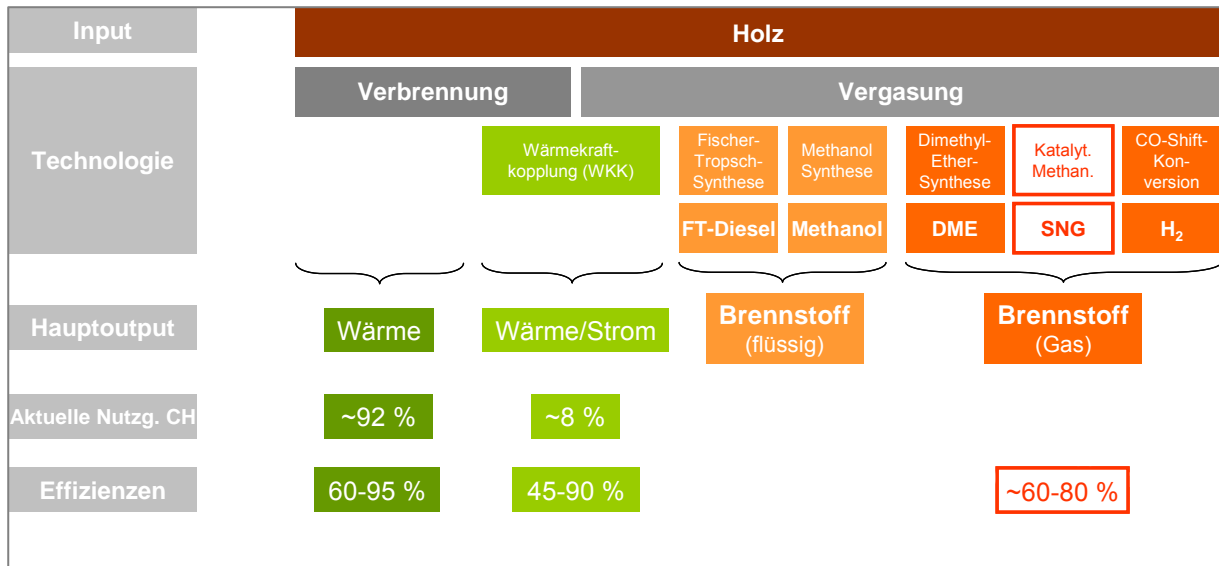 Input
Holz
Verbrennung
Vergasung
Technologie
Wärmekraft-
kopplung (WKK)
Fischer-
Tropsch-
Synthese
Methanol
Synthese
Dimethyl-
Ether-
Synthese
Katalyt.
Methan.
CO-Shift-
Kon-
version
FT-Diesel
Methanol
DME
SNG
H₂
Hauptoutput
Wärme
Wärme/Strom
Brennstoff
(flüssig)
Brennstoff
(Gas)
Aktuelle Nutzg. CH
~92 %
~8 %
Effizienzen
60-95 %
45-90 %
~60-80 %